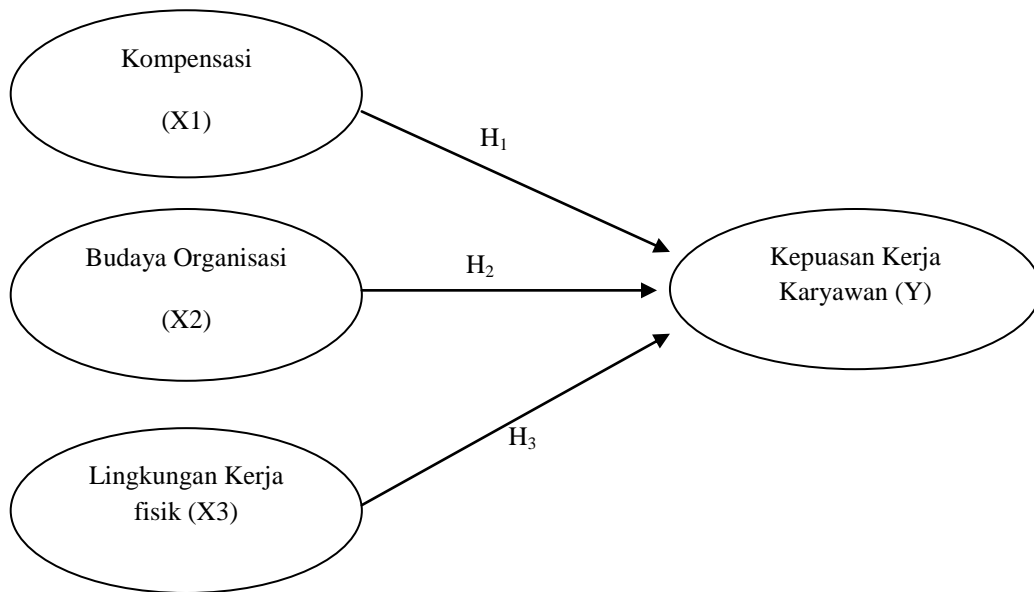 Kompensasi
(X1)
H₁
Budaya Organisasi
(X2)
H₂
Kepuasan Kerja
Karyawan (Y)
Lingkungan Kerja
fisik (X3)
H₃